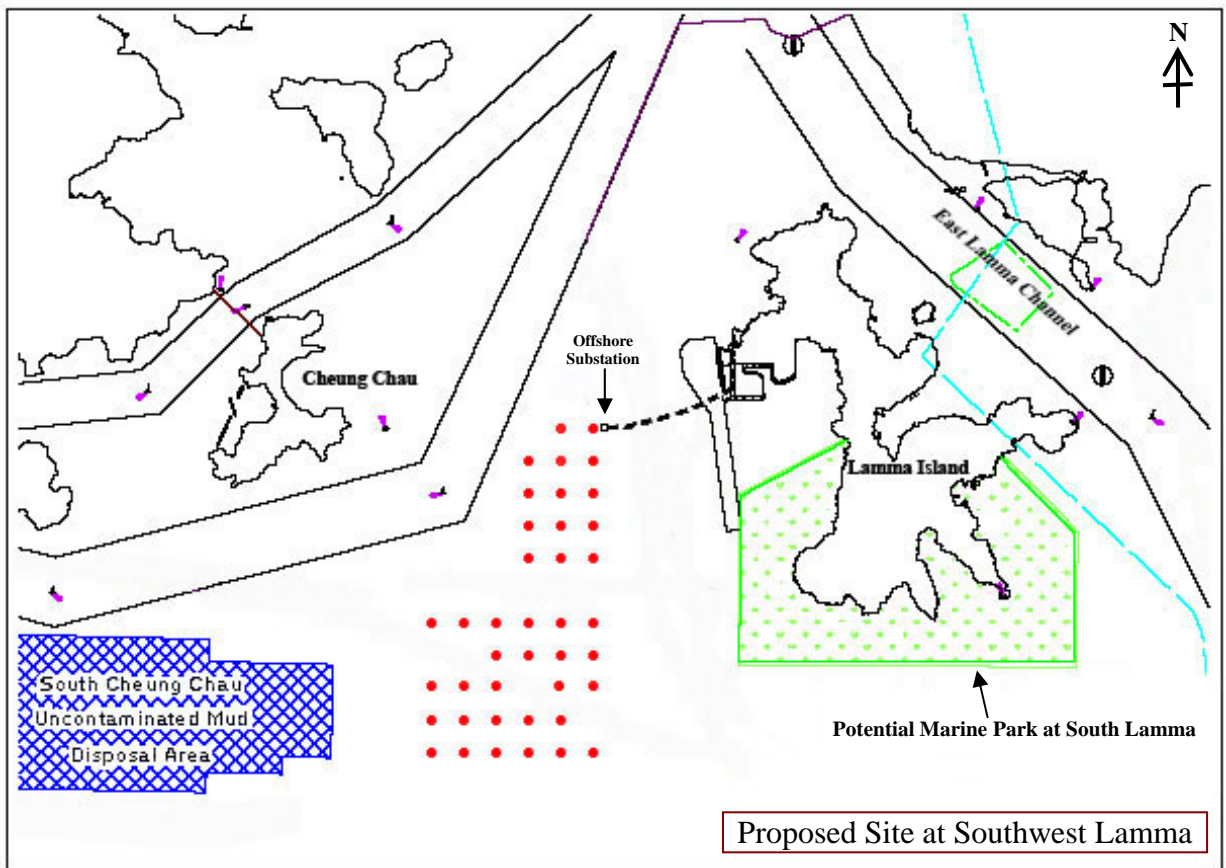 N
East Lamma Channel
Offshore
Substation
Cheung Chau
Lamma Island
South Cheung Chau
Uncontaminated Mud
Disposal Area
Potential Marine Park at South Lamma
Proposed Site at Southwest Lamma